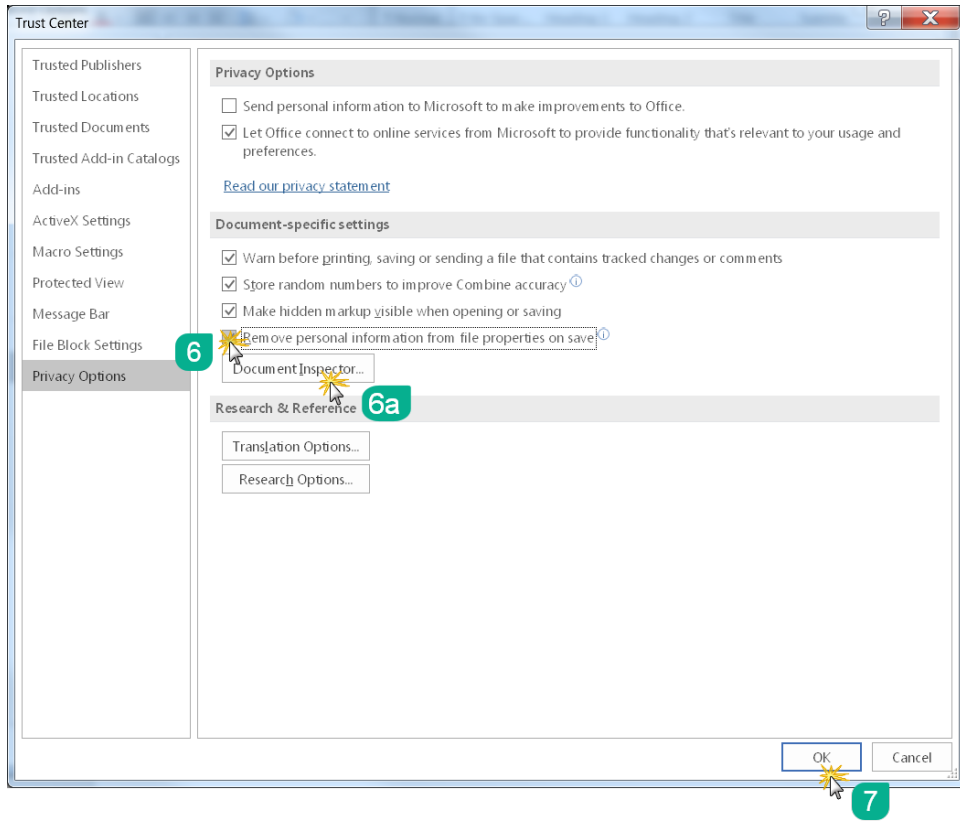 Trust Center
Trusted Publishers
Trusted Locations
Trusted Documents
Trusted Add-in Catalogs
Add-ins
ActiveX Settings
Macro Settings
Protected View
Message Bar
File Block Settings
Privacy Options
Privacy Options
Send personal information to Microsoft to make improvements to Office.
Let Office connect to online services from Microsoft to provide functionality that's relevant to your usage and
preferences.
Read our privacy statement
Document-specific settings
Warn before printing, saving or sending a file that contains tracked changes or comments
Store random numbers to improve Combine accuracy
Make hidden markup visible when opening or saving
6
Remove personal information from file properties on save
Document Inspector...
6a
Research & Reference
Translation Options...
Research Options...
OK
Cancel
7